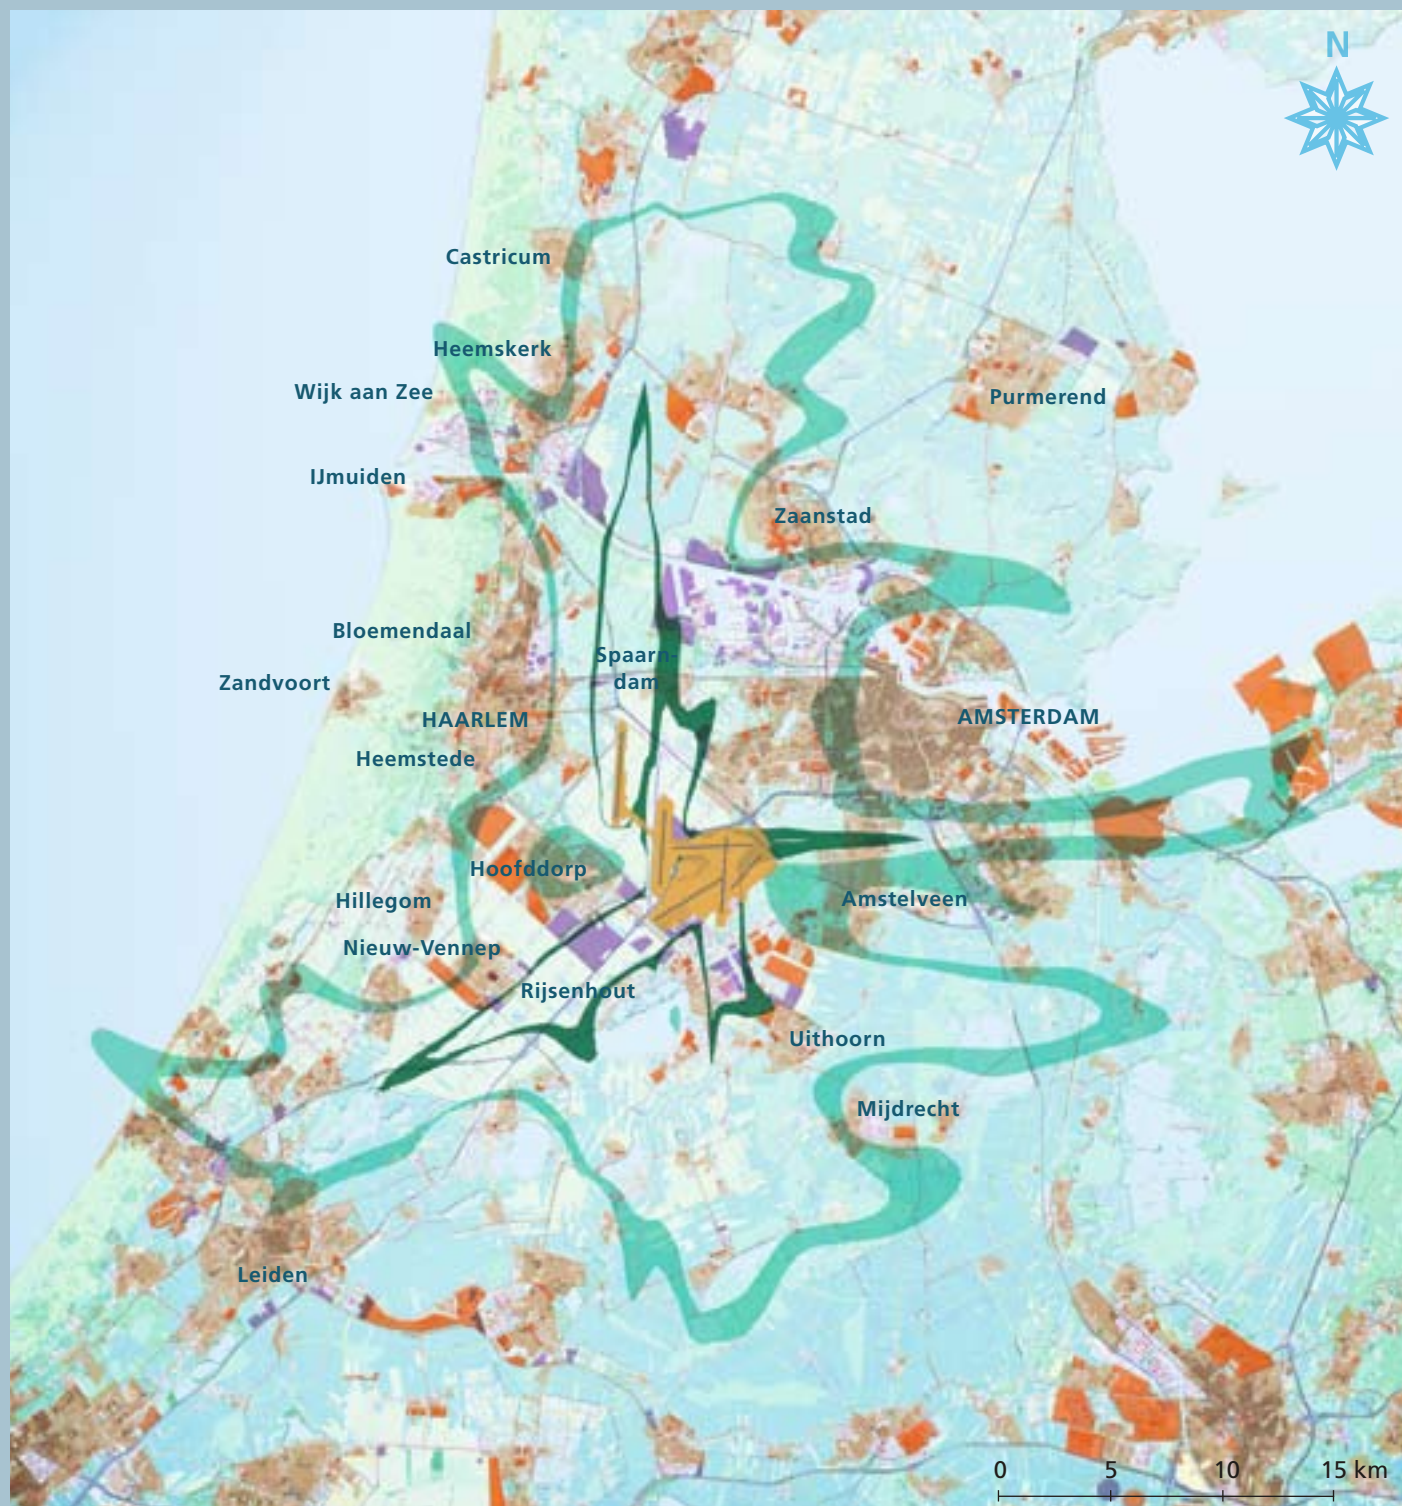 N
Castricum
Heemskerk
Wijk aan Zee
Purmerend
IJmuiden
Zaanstad
Bloemendaal
Spaarn-
dam
Zandvoort
HAARLEM
AMSTERDAM
Heemstede
Hoofddorp
Hillegom
Amstelveen
Nieuw-Vennep
Rijsenhout
Uithoorn
Mijdrecht
Leiden
0 5 10 15 km